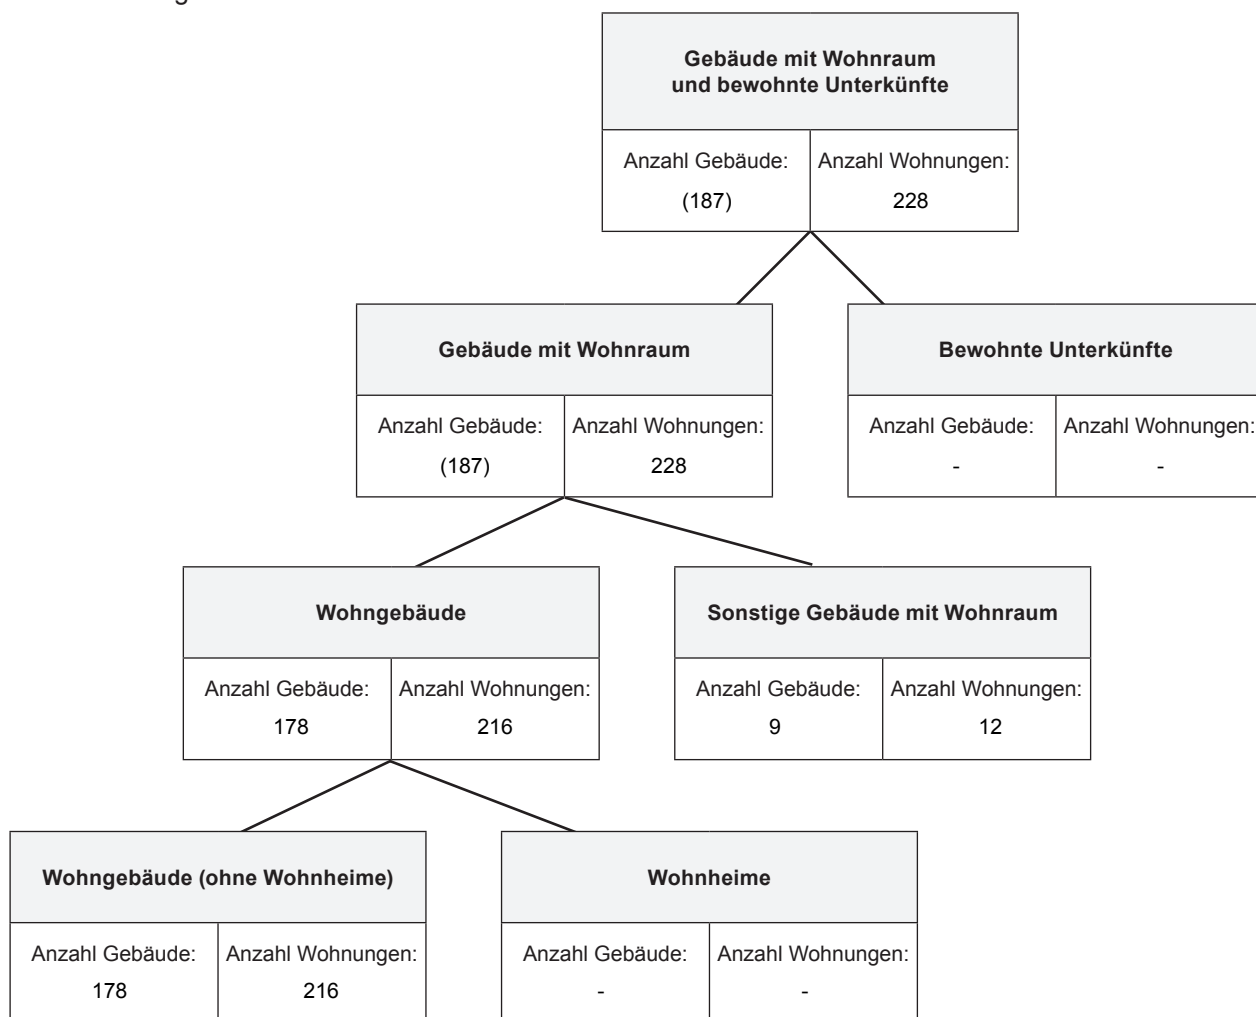 Gebäude mit Wohnraum
und bewohnte Unterkünfte
Anzahl Gebäude: Anzahl Wohnungen:
(187) 228
Gebäude mit Wohnraum Bewohnte Unterkünfte
Anzahl Gebäude: Anzahl Wohnungen: Anzahl Gebäude: Anzahl Wohnungen:
(187) 228 - -
Wohngebäude Sonstige Gebäude mit Wohnraum
Anzahl Gebäude: Anzahl Wohnungen: Anzahl Gebäude: Anzahl Wohnungen:
178 216 9 12
Wohngebäude (ohne Wohnheime) Wohnheime
Anzahl Gebäude: Anzahl Wohnungen: Anzahl Gebäude: Anzahl Wohnungen:
178 216 - -